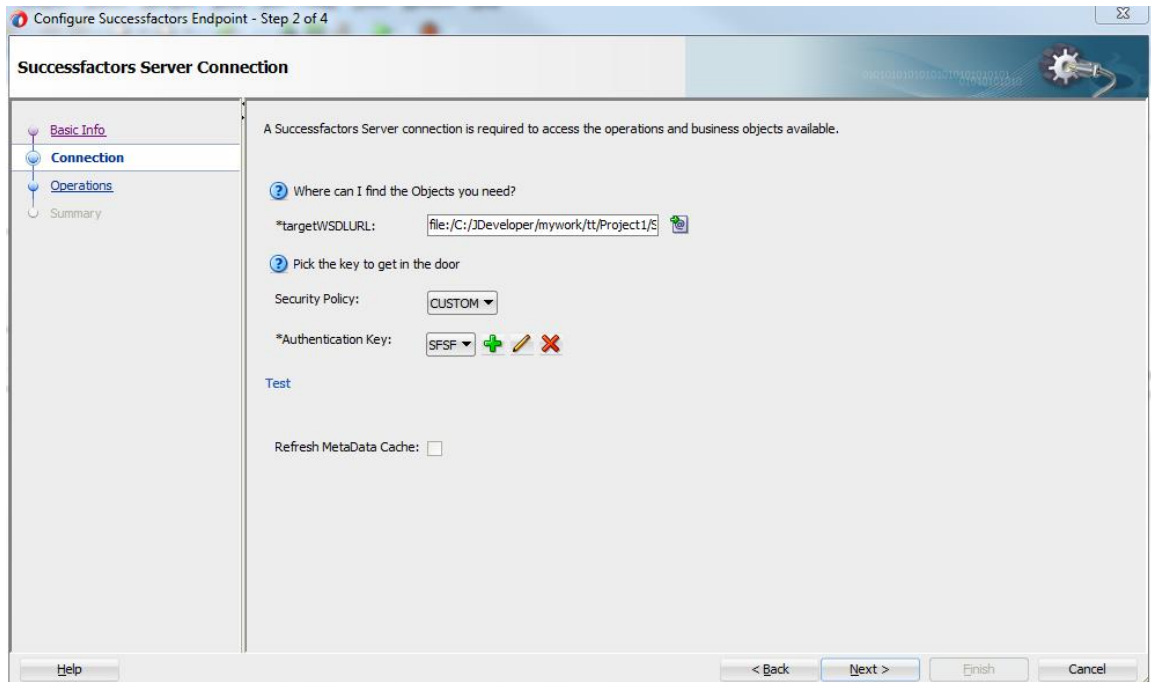 Configure Successfactors Endpoint - Step 2 of 4
Successfactors Server Connection
Basic Info
Connection
Operations
Summary
A Successfactors Server connection is required to access the operations and business objects available.
Where can I find the Objects you need?
*targetWSDLURL:
file:/C:/JDeveloper/mywork/tt/Project1/S
Pick the key to get in the door
Security Policy:
CUSTOM
*Authentication Key:
SFSF
Test
Refresh MetaData Cache:
Help
< Back
Next >
Finish
Cancel